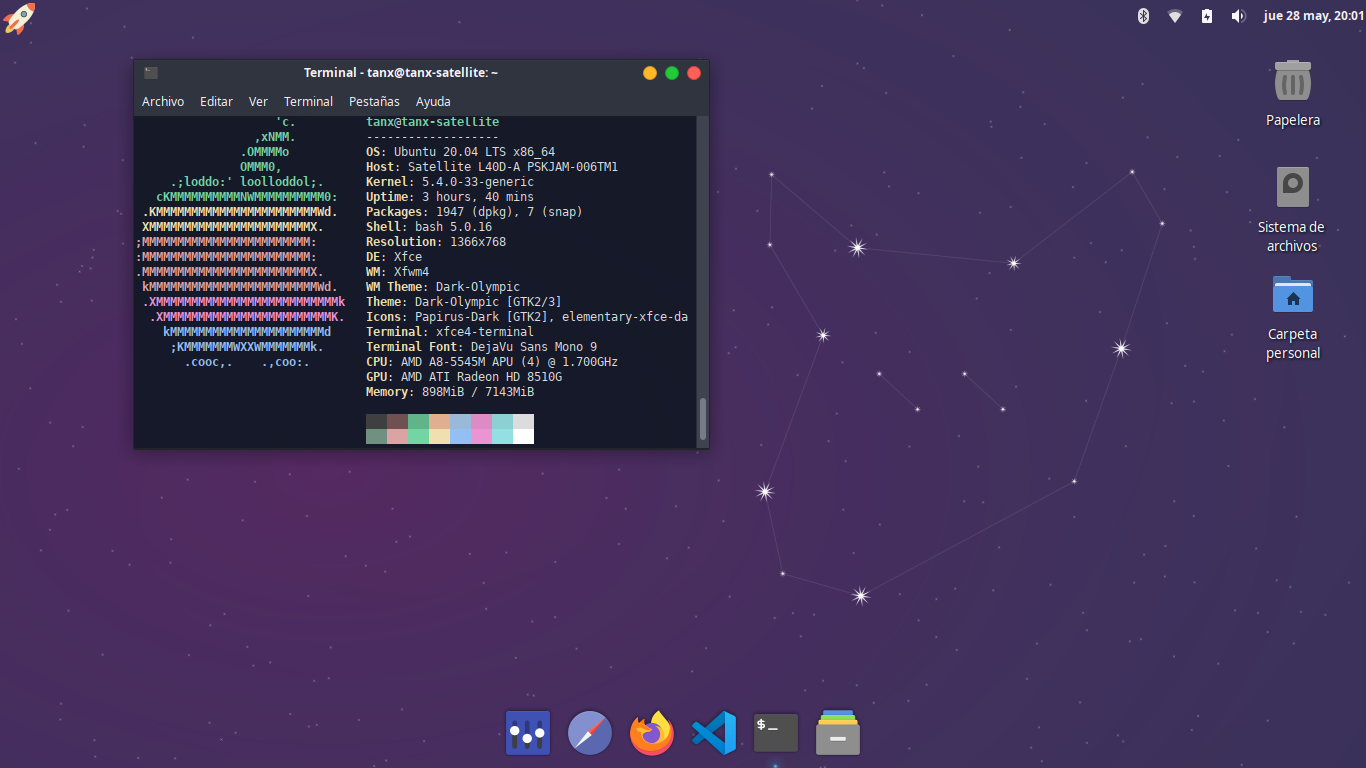 jue 28 may, 20:01
Terminal - tanx@tanx-satellite: ~
Archivo Editar Ver Terminal Pestañas Ayuda
'c. tanx@tanx-satellite
,xNMM. -------------------
.OMMMMo OS: Ubuntu 20.04 LTS x86_64
OMMM0, Host: Satellite L40D-A PSKJAM-006TM1
.;loddo:' loolloddol;. Kernel: 5.4.0-33-generic
cKMMMMMMMMMMNWMMMMMMMMMM0: Uptime: 3 hours, 40 mins
.KMMMMMMMMMMMMMMMMMMMMMMMWd. Packages: 1947 (dpkg), 7 (snap)
XMMMMMMMMMMMMMMMMMMMMMMMX. Shell: bash 5.0.16
;MMMMMMMMMMMMMMMMMMMMMMMM: Resolution: 1366x768
:MMMMMMMMMMMMMMMMMMMMMMMM: DE: Xfce
.MMMMMMMMMMMMMMMMMMMMMMMMX. WM: Xfwm4
kMMMMMMMMMMMMMMMMMMMMMMMMWd. WM Theme: Dark-Olympic
.XMMMMMMMMMMMMMMMMMMMMMMMMMMk Theme: Dark-Olympic [GTK2/3]
.XMMMMMMMMMMMMMMMMMMMMMMMMK. Icons: Papirus-Dark [GTK2], elementary-xfce-da
kMMMMMMMMMMMMMMMMMMMMMMd Terminal: xfce4-terminal
;KMMMMMMMWXXWMMMMMMMk. Terminal Font: DejaVu Sans Mono 9
.cooc,. .,coo:. CPU: AMD A8-5545M APU (4) @ 1.700GHz
GPU: AMD ATI Radeon HD 8510G
Memory: 898MiB / 7143MiB
Papelera
Sistema de
archivos
Carpeta
personal
$_